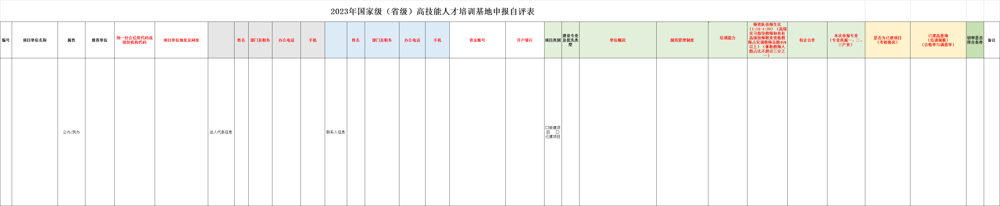 2023年国家级（省级）高技能人才培训基地申报自评表
编号
项目单位名称
属性
推荐单位
统一社会信用代码或
组织机构代码
项目单位地址及网址
姓名
部门及职务
办公电话
手机
姓名
部门及职务
办公电话
手机
资金账号
开户银行
项目类别
建设专业
及优先类
型
单位概况
规范管理制度
培训能力
师资队伍师生比
（1:16-1:20）（高级
实习指导教师和具有
高级技师职业资格教
师占实训教师总数45%
以上）（兼职教师人
数占比不超过三分之
一）
校企合作
本次申报专业
（专业所属一、二、
三产业）
是否为已建项目
（考核情况）
已建高基地
（培训规模）
（合格率与满意率）
初审是否
符合条件
备注
公办/民办
法人代表信息
联系人信息
□新建项
目 □
已建项目